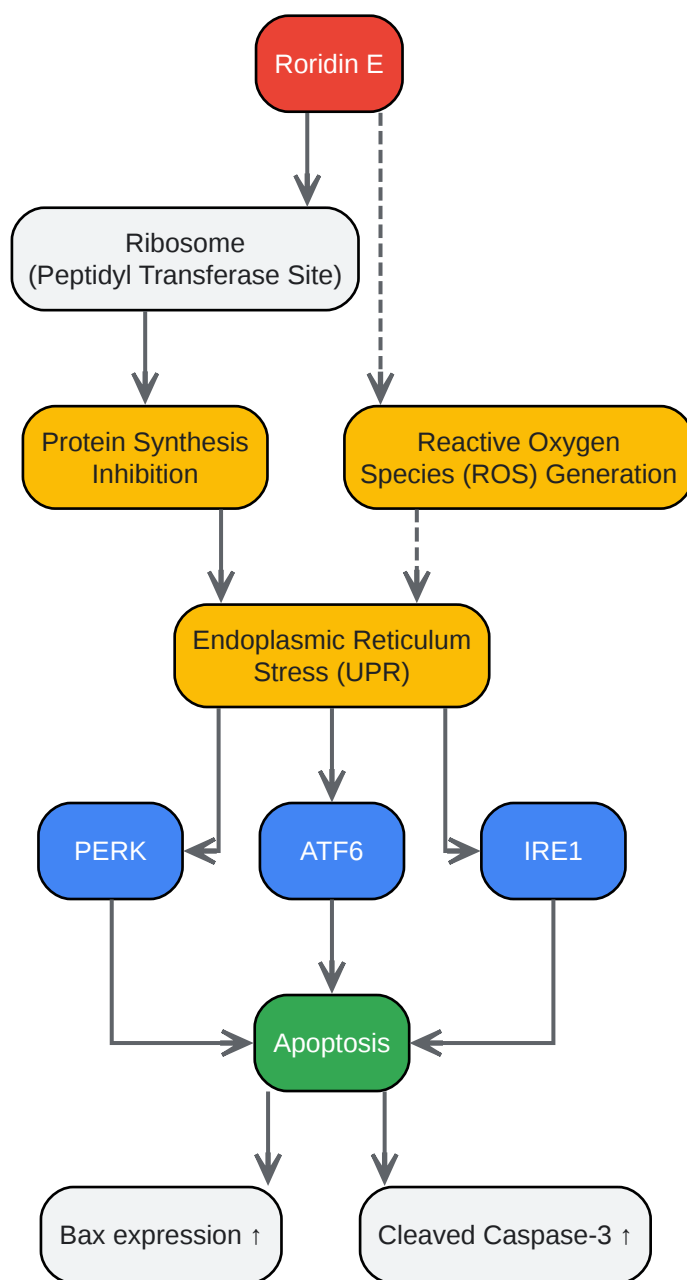 Roridin E
Ribosome
(Peptidyl Transferase Site)
Protein Synthesis
Inhibition
Reactive Oxygen
Species (ROS) Generation
Endoplasmic Reticulum
Stress (UPR)
PERK
ATF6
IRE1
Apoptosis
Bax expression ↑
Cleaved Caspase-3 ↑